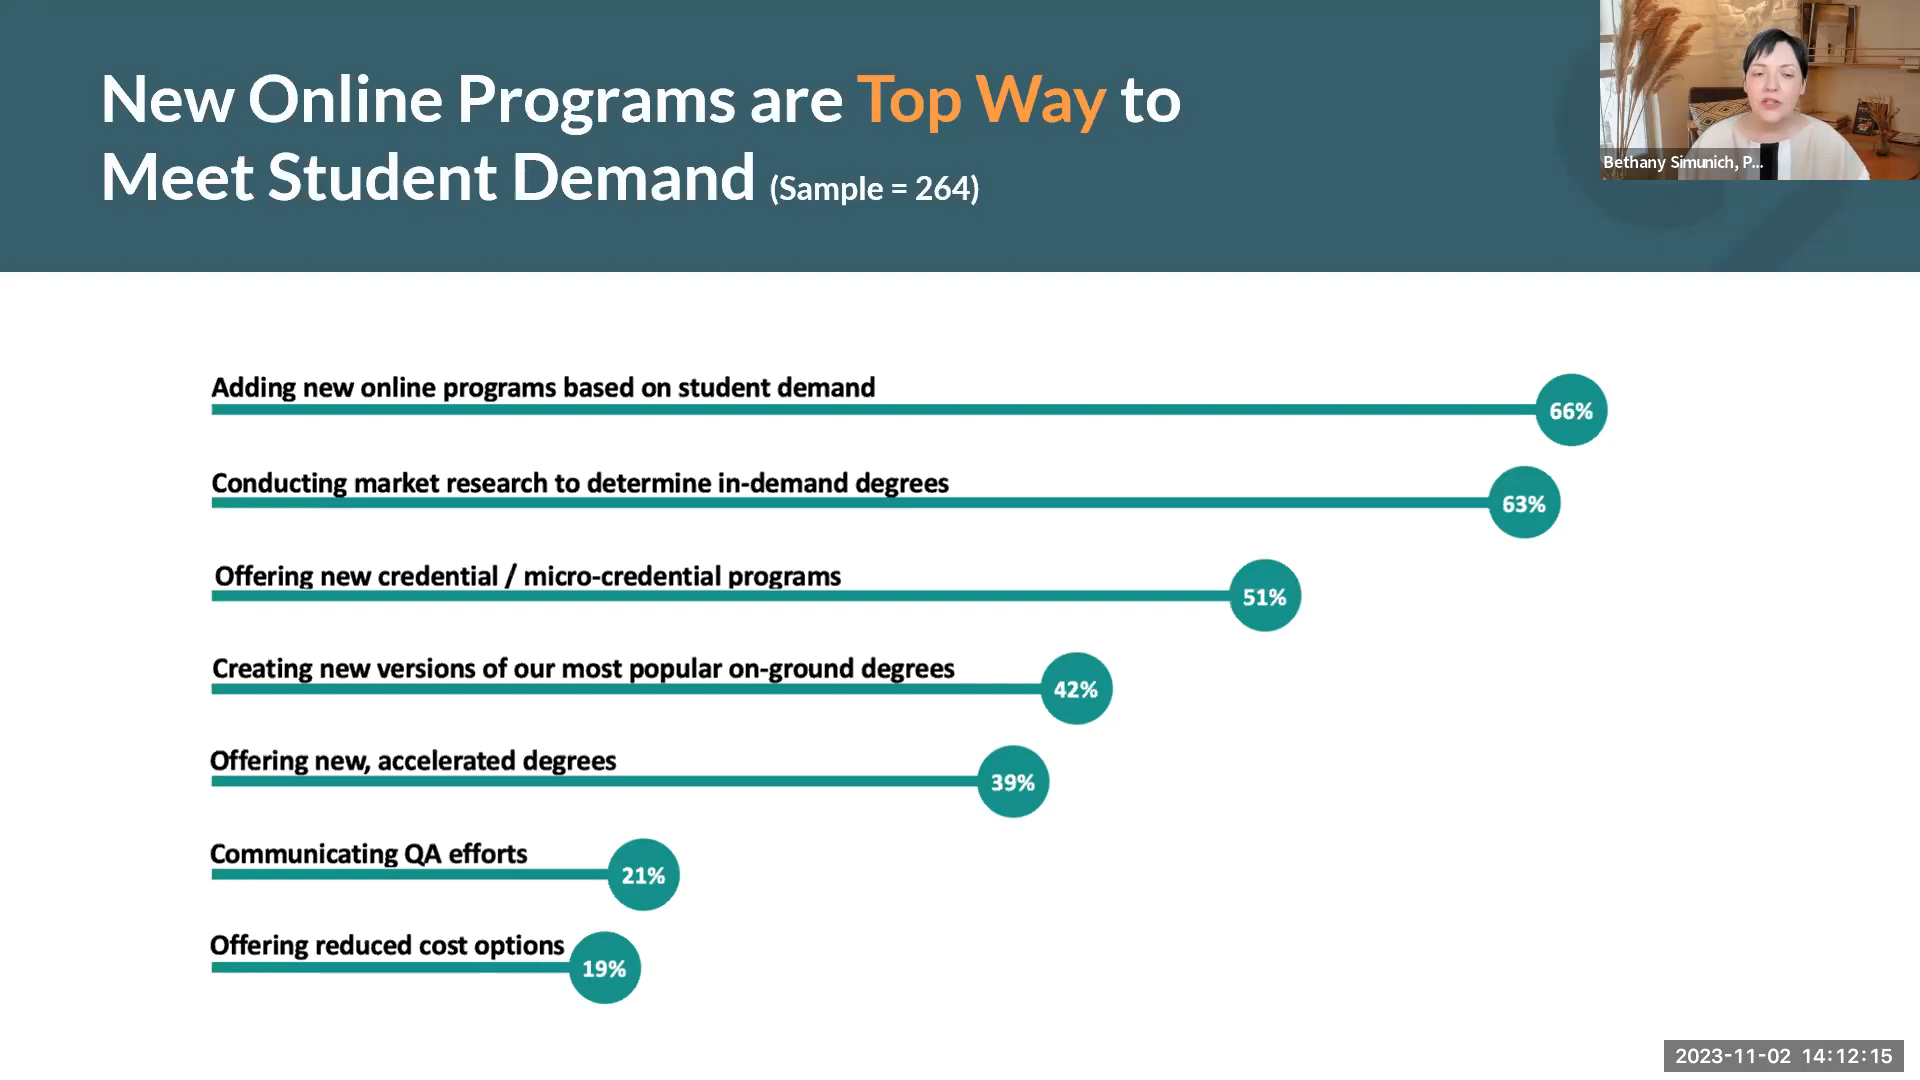 New Online Programs are Top Way to
Meet Student Demand (Sample = 264)
Bethany Simunich, P...
Adding new online programs based on student demand
66%
Conducting market research to determine in-demand degrees
63%
Offering new credential / micro-credential programs
51%
Creating new versions of our most popular on-ground degrees
42%
Offering new, accelerated degrees
39%
Communicating QA efforts
21%
Offering reduced cost options
19%
2023-11-02 14:12:15